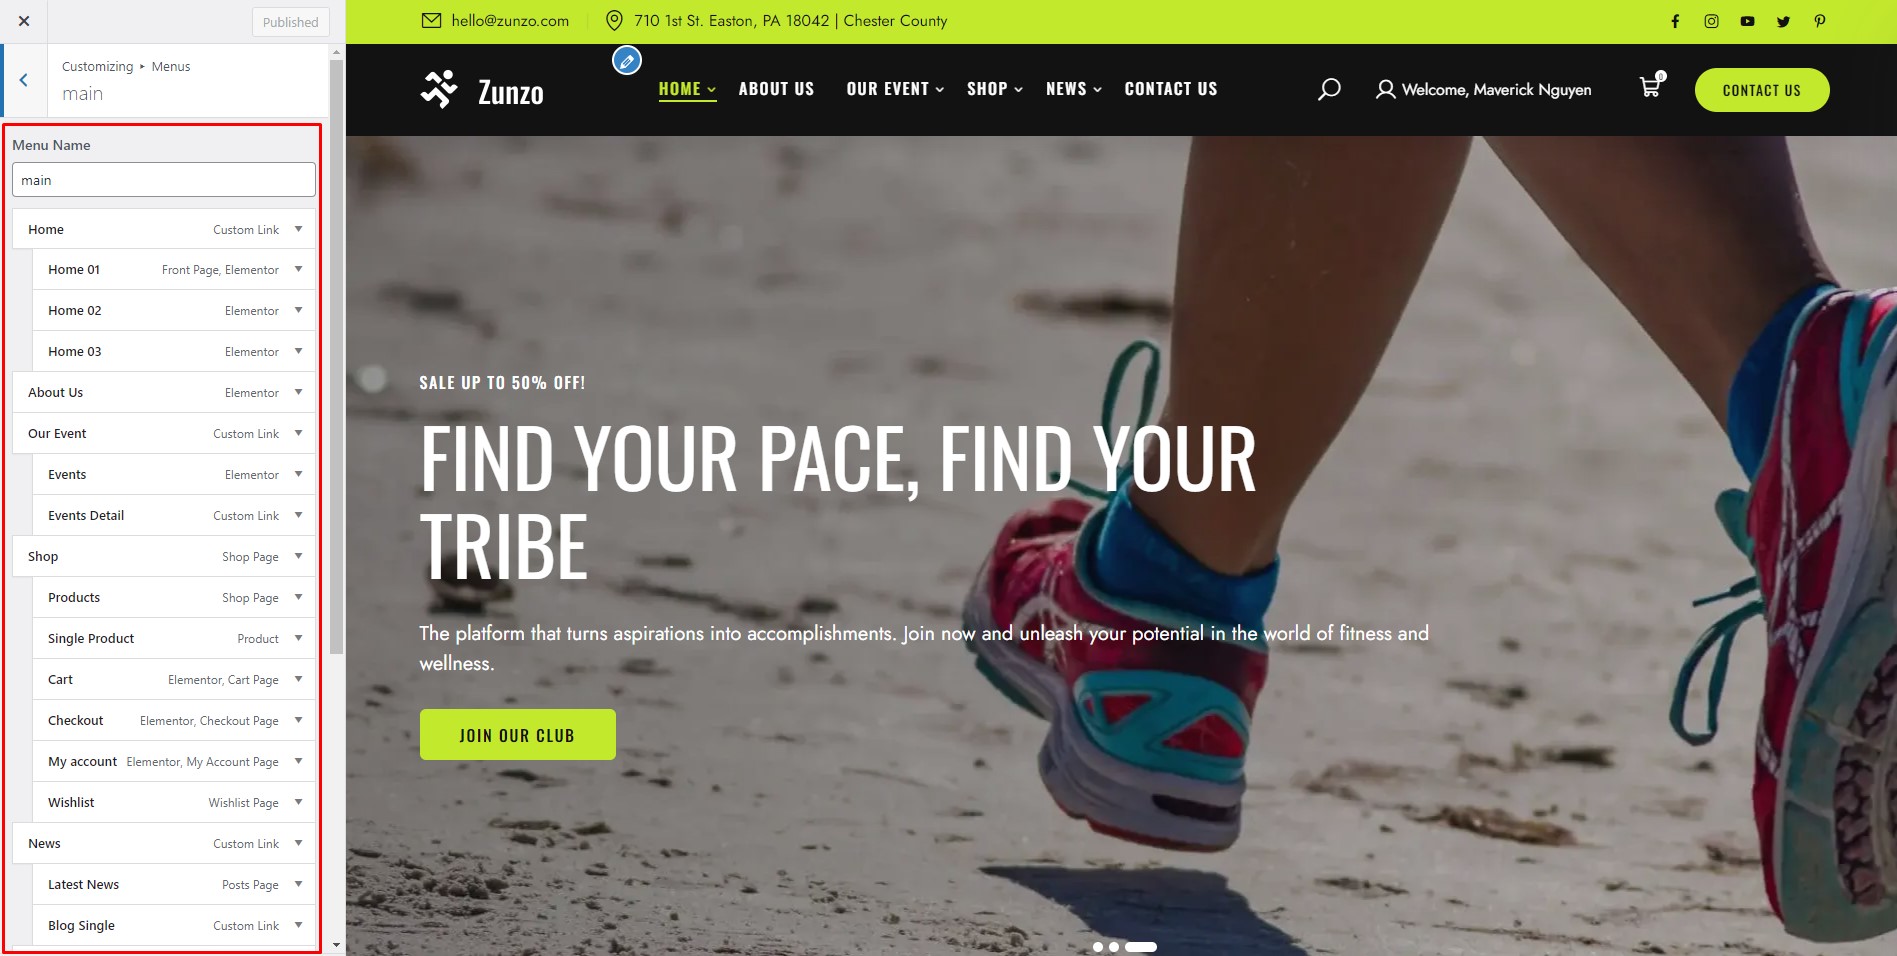 Published
Customizing ▸ Menus
main
Menu Name
main
Home Custom Link
Home 01 Front Page, Elementor
Home 02 Elementor
Home 03 Elementor
About Us Elementor
Our Event Custom Link
Events Elementor
Events Detail Custom Link
Shop Shop Page
Products Shop Page
Single Product Product
Cart Elementor, Cart Page
Checkout Elementor, Checkout Page
My account Elementor, My Account Page
Wishlist Wishlist Page
News Custom Link
Latest News Posts Page
Blog Single Custom Link
hello@zunzo.com 710 1st St. Easton, PA 18042 | Chester County
Zunzo HOME ABOUT US OUR EVENT SHOP NEWS CONTACT US Welcome, Maverick Nguyen 0 CONTACT US
SALE UP TO 50% OFF!
FIND YOUR PACE, FIND YOUR
TRIBE
The platform that turns aspirations into accomplishments. Join now and unleash your potential in the world of fitness and
wellness.
JOIN OUR CLUB